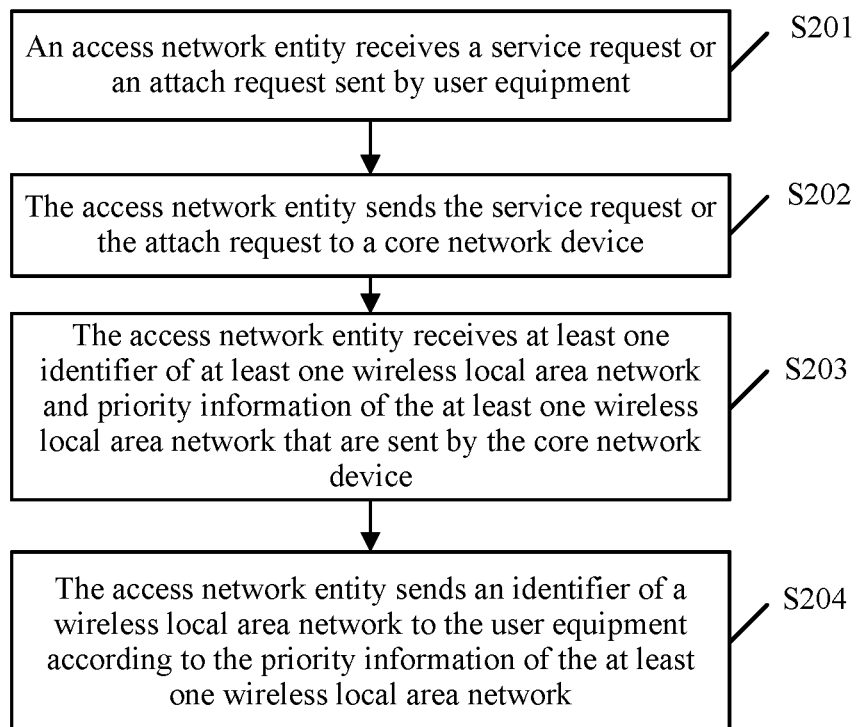 An access network entity receives a service request or
an attach request sent by user equipment
S201
The access network entity sends the service request or
the attach request to a core network device
S202
The access network entity receives at least one
identifier of at least one wireless local area network
and priority information of the at least one wireless
local area network that are sent by the core network
device
S203
The access network entity sends an identifier of a
wireless local area network to the user equipment
according to the priority information of the at least
one wireless local area network
S204